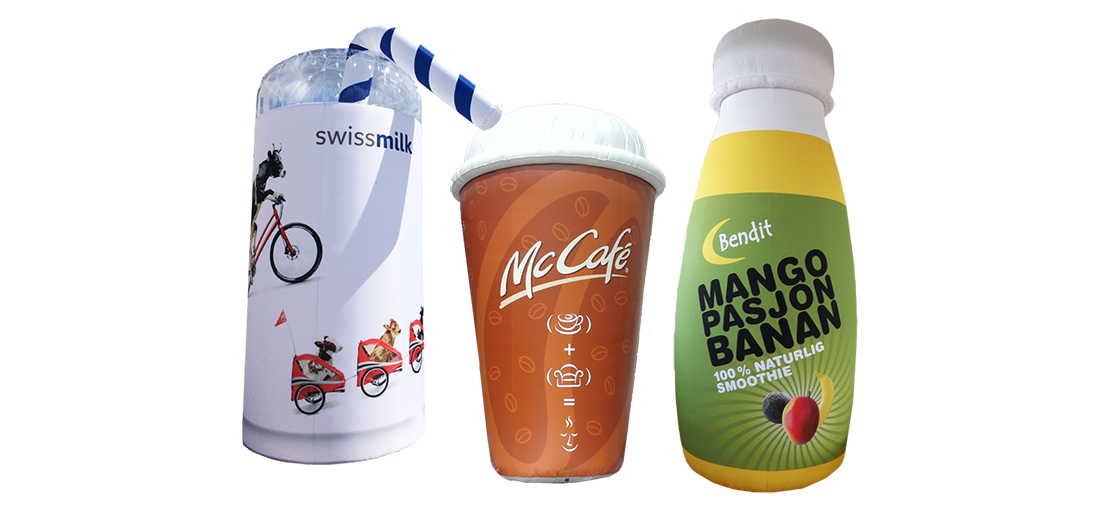 swissmilk
McCafé®
( )
+
( )
=
Bendit
MANGO
PASJON
BANAN
100% NATURLIG
SMOOTHIE